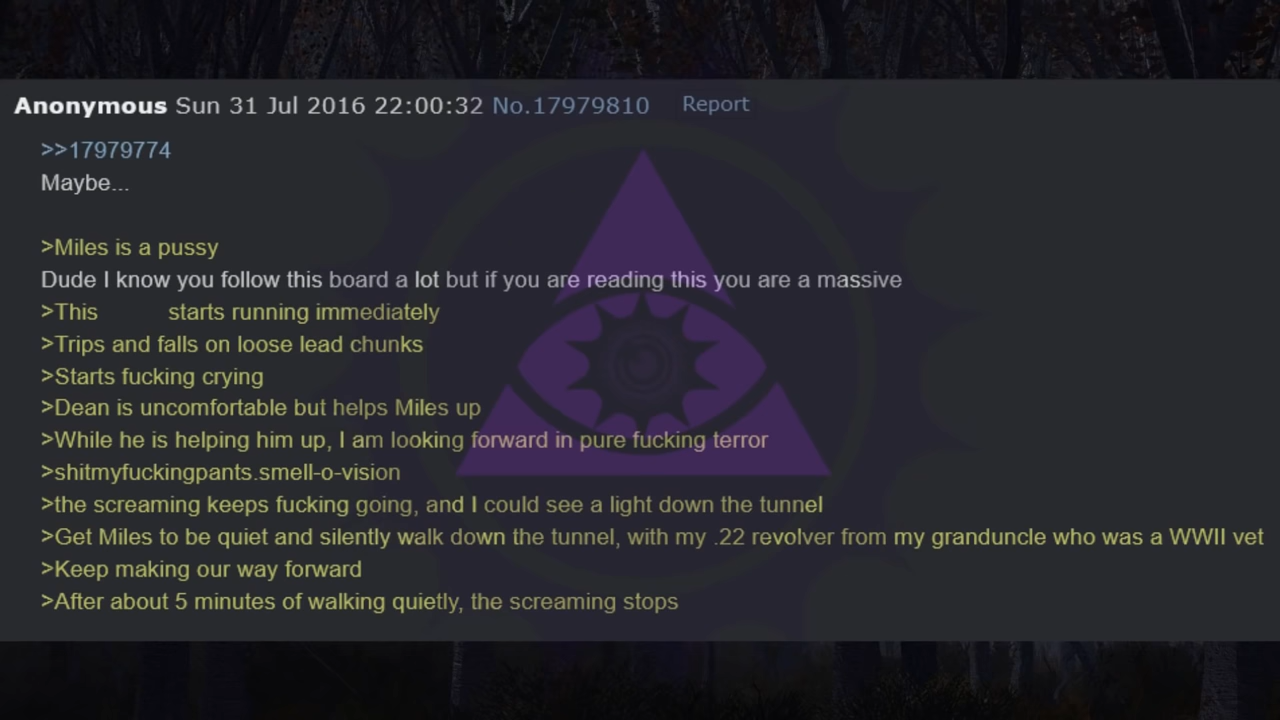 Anonymous Sun 31 Jul 2016 22:00:32 No.17979810 Report
>>17979774
Maybe...
>Miles is a pussy
Dude I know you follow this board a lot but if you are reading this you are a massive
>This starts running immediately
>Trips and falls on loose lead chunks
>Starts fucking crying
>Dean is uncomfortable but helps Miles up
>While he is helping him up, I am looking forward in pure fucking terror
>shitmyfuckingpants.smell-o-vision
>the screaming keeps fucking going, and I could see a light down the tunnel
>Get Miles to be quiet and silently walk down the tunnel, with my .22 revolver from my granduncle who was a WWII vet
>Keep making our way forward
>After about 5 minutes of walking quietly, the screaming stops